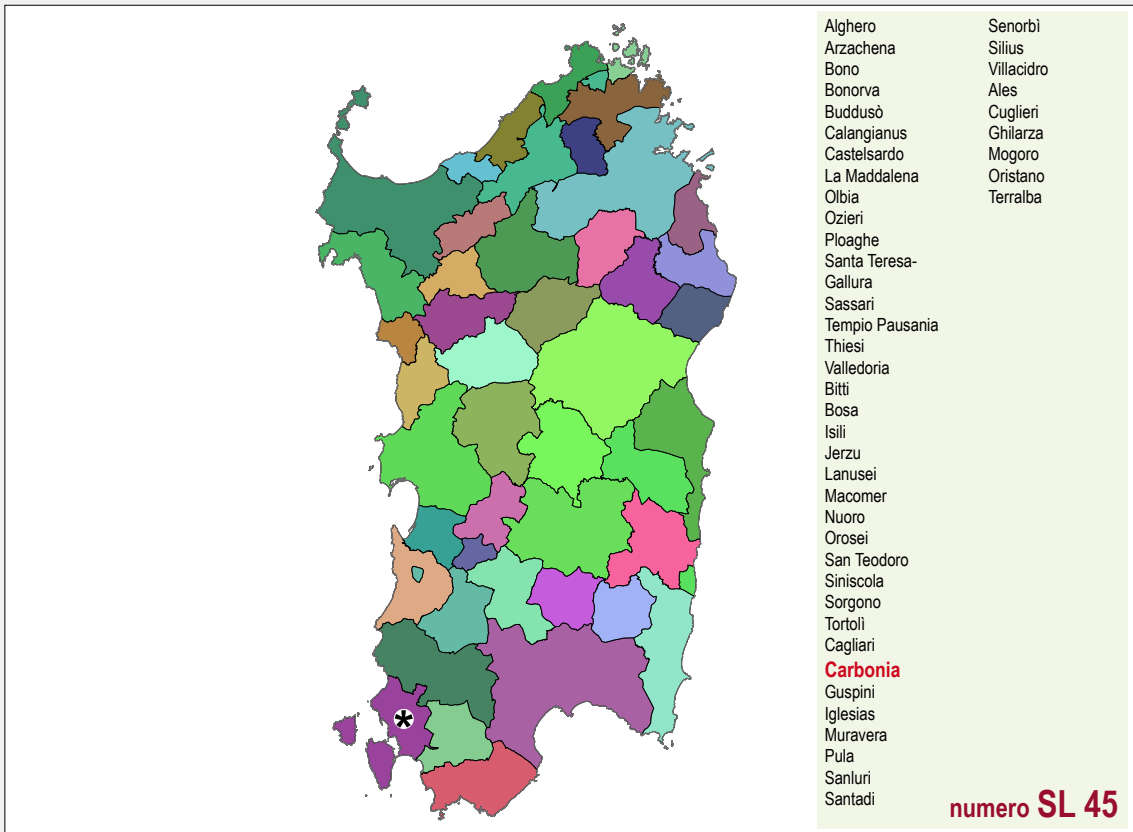 Alghero
Arzachena
Bono
Bonorva
Buddusò
Calangianus
Castelsardo
La Maddalena
Olbia
Ozieri
Ploaghe
Santa Teresa-
Gallura
Sassari
Tempio Pausania
Thiesi
Valledoria
Bitti
Bosa
Isili
Jerzu
Lanusei
Macomer
Nuoro
Orosei
San Teodoro
Siniscola
Sorgono
Tortolì
Cagliari
Carbonia
Guspini
Iglesias
Muravera
Pula
Sanluri
Santadi
Senorbì
Silius
Villacidro
Ales
Cuglieri
Ghilarza
Mogoro
Oristano
Terralba
*
numero SL 45